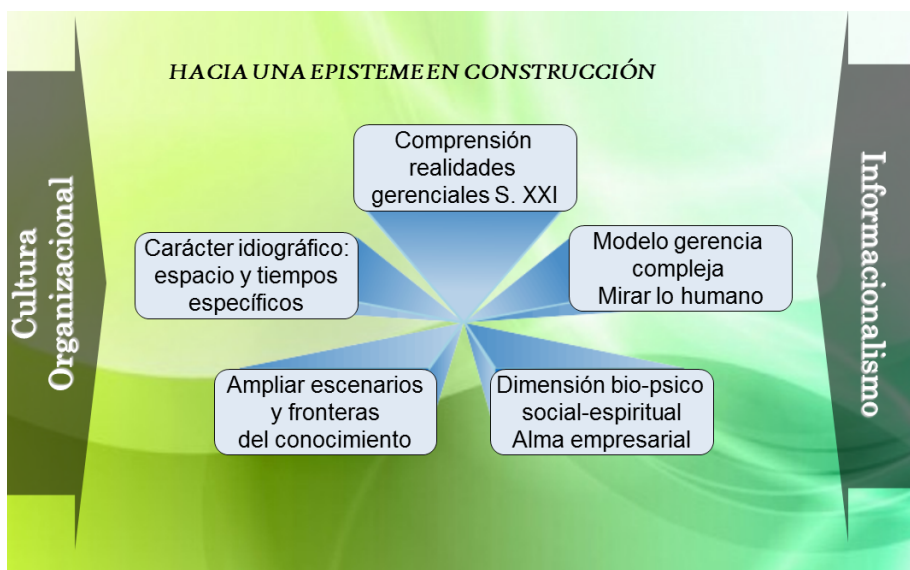 HACIA UNA EPISTEME EN CONSTRUCCIÓN
Cultura
Organizacional
Comprensión
realidades
gerenciales S. XXI
Carácter idiográfico:
espacio y tiempos
específicos
Modelo gerencia
compleja
Mirar lo humano
Ampliar escenarios
y fronteras
del conocimiento
Dimensión bio-psico
social-espiritual
Alma empresarial
Informacionalismo